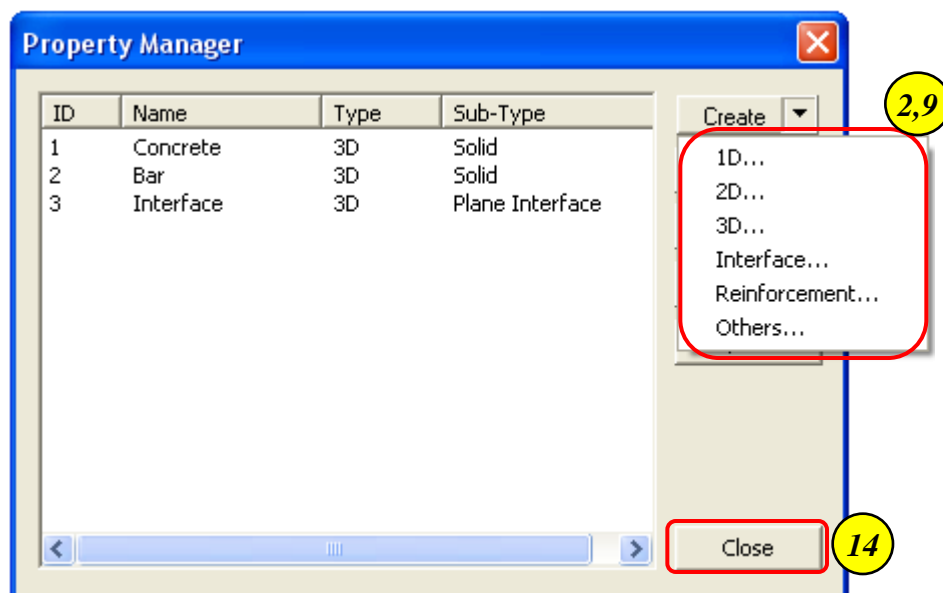 Property Manager
ID Name Type Sub-Type
1 Concrete 3D Solid
2 Bar 3D Solid
3 Interface 3D Plane Interface
Create
2,9
1D...
2D...
3D...
Interface...
Reinforcement...
Others...
Close
14